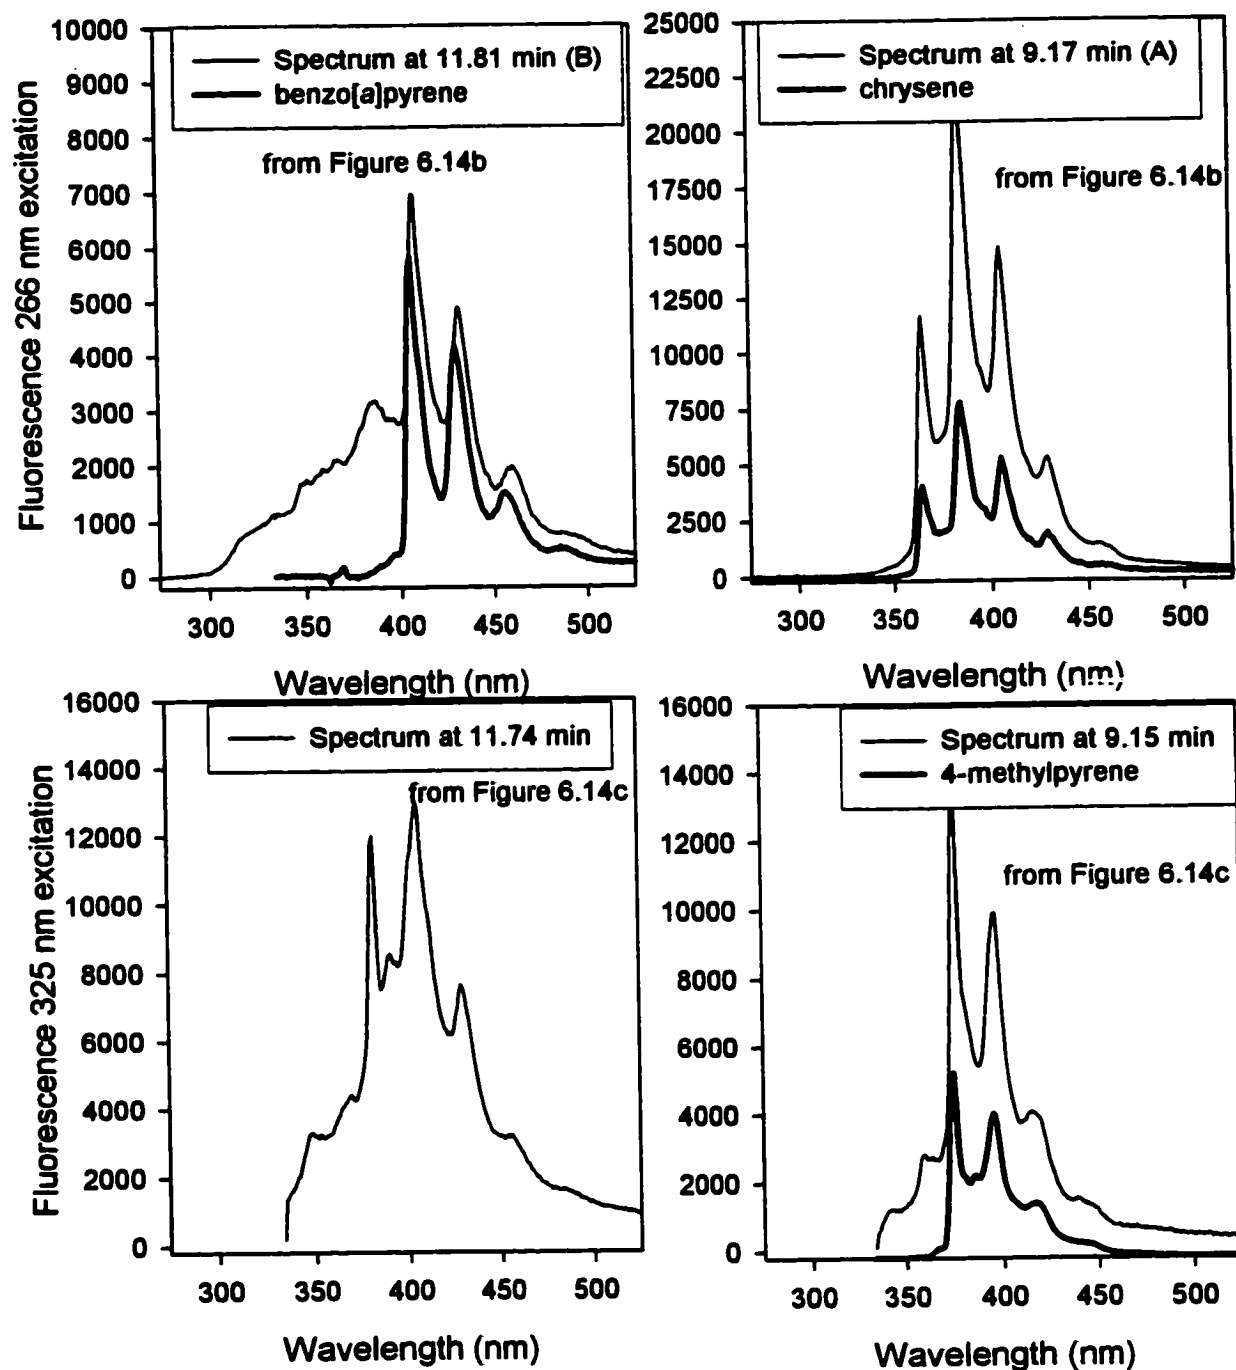 Fluorescence 266 nm excitation
10000
9000
8000
7000
6000
5000
4000
3000
2000
1000
0
Spectrum at 11.81 min (B)
benzo[a]pyrene
from Figure 6.14b
300 350 400 450 500
Wavelength (nm)
25000
22500
20000
17500
15000
12500
10000
7500
5000
2500
0
Spectrum at 9.17 min (A)
chrysene
from Figure 6.14b
300 350 400 450 500
Wavelength (nm)
Fluorescence 325 nm excitation
16000
14000
12000
10000
8000
6000
4000
2000
0
Spectrum at 11.74 min
from Figure 6.14c
300 350 400 450 500
Wavelength (nm)
16000
14000
12000
10000
8000
6000
4000
2000
0
Spectrum at 9.15 min
4-methylpyrene
from Figure 6.14c
300 350 400 450 500
Wavelength (nm)